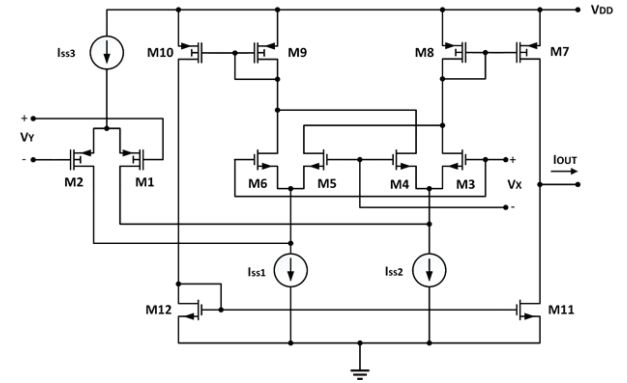 VDD
Iss3
M10
M9
M8
M7
+
VY
-
M2
M1
M6
M5
M4
M3
+
VX
-
IOUT
Iss1
Iss2
M12
M11